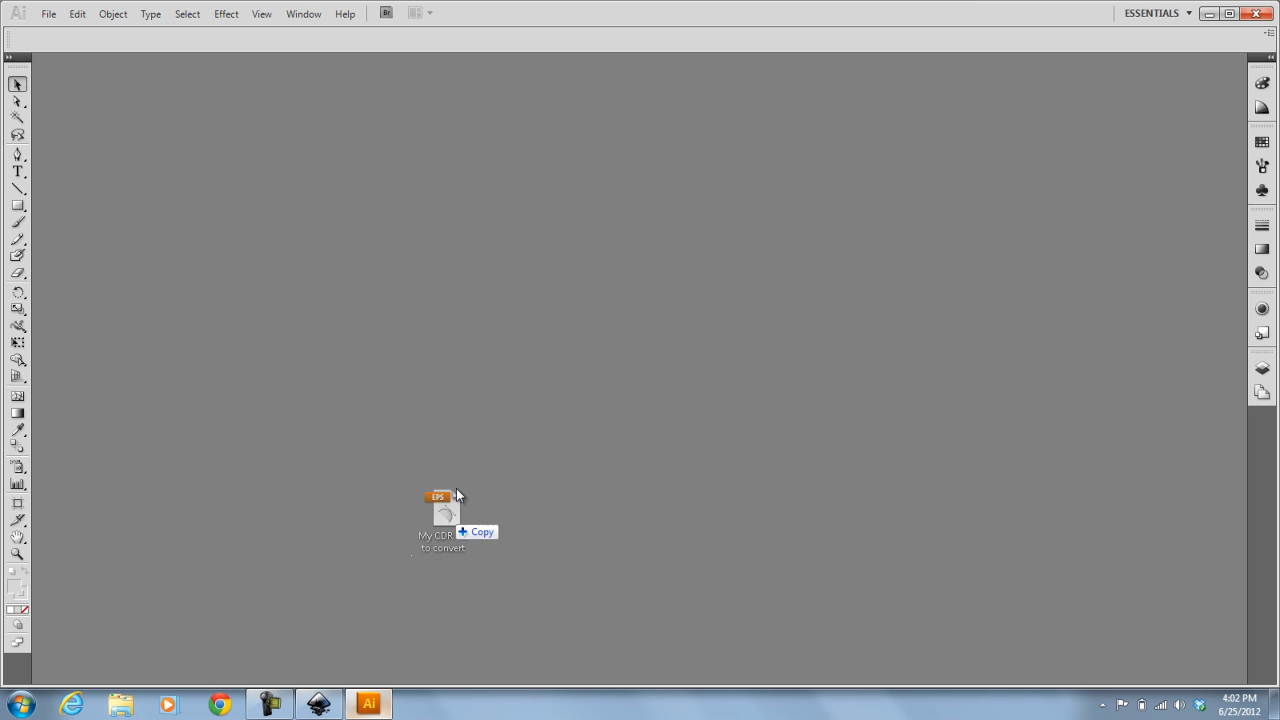 Ai File Edit Object Type Select Effect View Window Help Br ESSENTIALS
T
EPS
My CDR
to convert
Copy
Ai
4:02 PM
6/25/2012